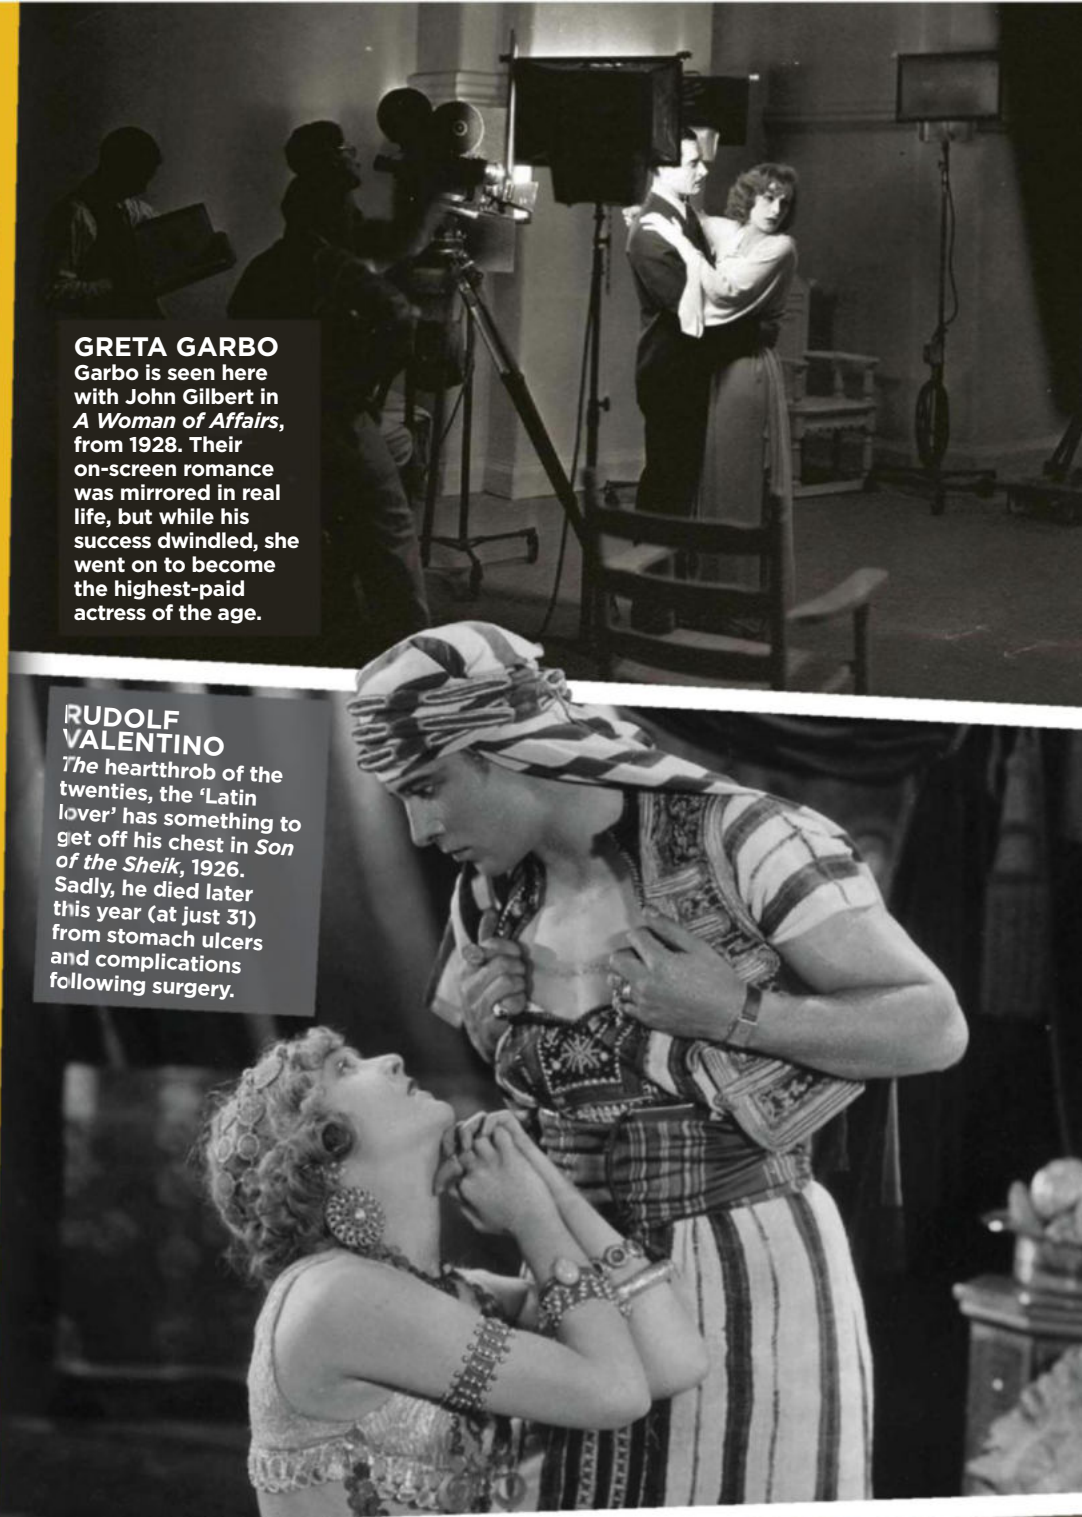 GRETA GARBO
Garbo is seen here
with John Gilbert in
A Woman of Affairs,
from 1928. Their
on-screen romance
was mirrored in real
life, but while his
success dwindled, she
went on to become
the highest-paid
actress of the age.
RUDOLF
VALENTINO
The heartthrob of the
twenties, the ‘Latin
lover’ has something to
get off his chest in Son
of the Sheik, 1926.
Sadly, he died later
this year (at just 31)
from stomach ulcers
and complications
following surgery.